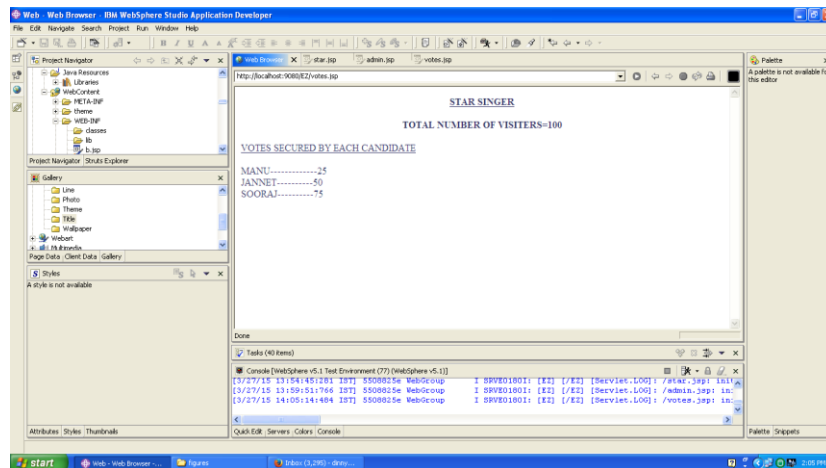 Web - Web Browser - IBM WebSphere Studio Application Developer
File Edit Navigate Search Project Run Window Help
Project Navigator
Java Resources
Libraries
WebContent
META-INF
theme
WEB-INF
classes
lib
b.jsp
Project Navigator Struts Explorer
Gallery
Line
Photo
Theme
Title
Wallpaper
Webart
Multimedia
Page Data Client Data Gallery
Styles
A style is not available
Attributes Styles Thumbnails
Web Browser star.jsp admin.jsp votes.jsp
http://localhost:9080/EZ/votes.jsp
STAR SINGER
TOTAL NUMBER OF VISITERS=100
VOTES SECURED BY EACH CANDIDATE
MANU-------------25
JANNET----------50
SOORAJ----------75
Done
Tasks (40 items)
Console [WebSphere v5.1 Test Environment (77) (WebSphere v5.1)]
[3/27/15 13:54:45:281 IST] 5508825e WebGroup I SRVE0180I: [EZ] [/EZ] [Servlet.LOG]: /star.jsp: init
[3/27/15 13:59:51:766 IST] 5508825e WebGroup I SRVE0180I: [EZ] [/EZ] [Servlet.LOG]: /admin.jsp: in
[3/27/15 14:05:14:484 IST] 5508825e WebGroup I SRVE0180I: [EZ] [/EZ] [Servlet.LOG]: /votes.jsp: in
Quick Edit Servers Colors Console
Palette
A palette is not available fo
this editor
Palette Snippets
start
Web - Web Browser -...
figures
Inbox (3,295) - dinny...
2:05 PM